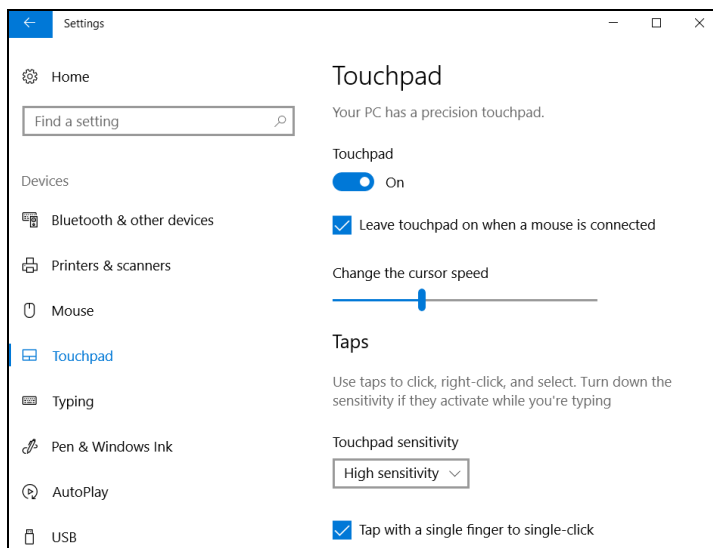 Settings
Home
Find a setting
Devices
Bluetooth & other devices
Printers & scanners
Mouse
Touchpad
Typing
Pen & Windows Ink
AutoPlay
USB
Touchpad
Your PC has a precision touchpad.
Touchpad
On
Leave touchpad on when a mouse is connected
Change the cursor speed
Taps
Use taps to click, right-click, and select. Turn down the
sensitivity if they activate while you're typing
Touchpad sensitivity
High sensitivity
Tap with a single finger to single-click